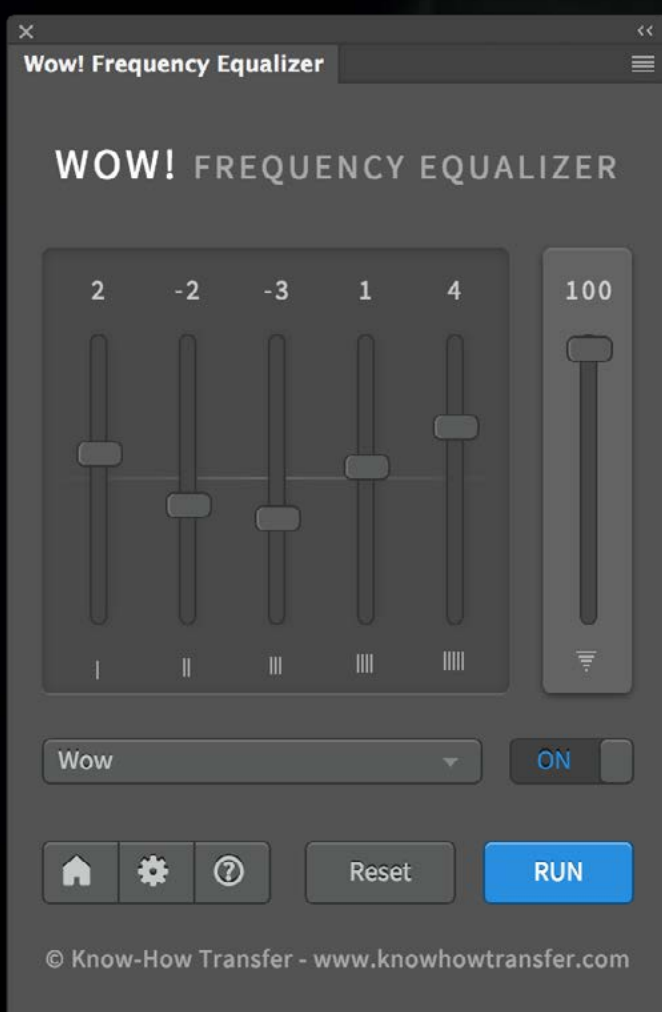 Wow! Frequency Equalizer
WOW! FREQUENCY EQUALIZER
2 -2 -3 1 4 100
Wow ON
Reset RUN
© Know-How Transfer - www.knowhowtransfer.com